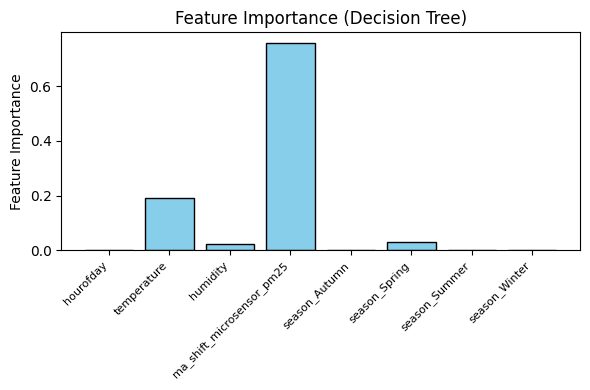 Feature Importance (Decision Tree)
Feature Importance
0.6
0.4
0.2
0.0
hourofday
temperature
humidity
ma_shift_microsensor_pm25
season_Autumn
season_Spring
season_Summer
season_Winter